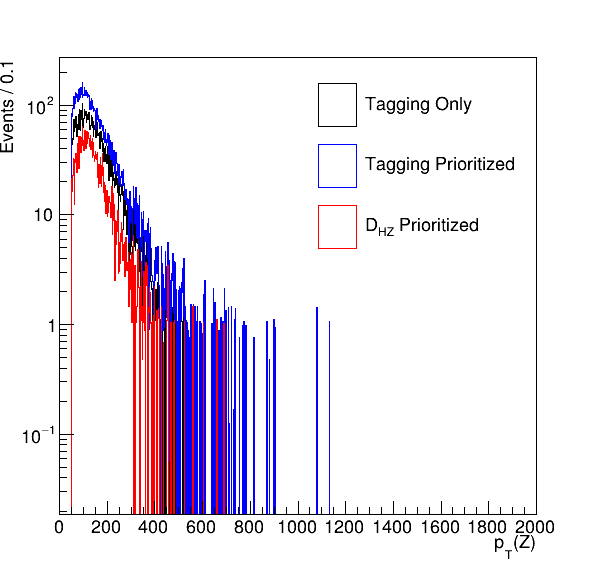 Events / 0.1
10²
10
1
10⁻¹
Tagging Only
Tagging Prioritized
D_HZ Prioritized
0 200 400 600 800 1000 1200 1400 1600 1800 2000
p_T(Z)